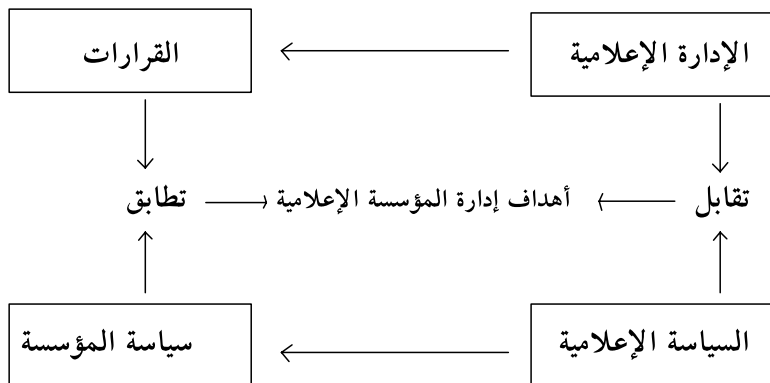 الإدارة الإعلامية
القرارات
تقابل
أهداف إدارة المؤسسة الإعلامية
تطابق
السياسة الإعلامية
سياسة المؤسسة